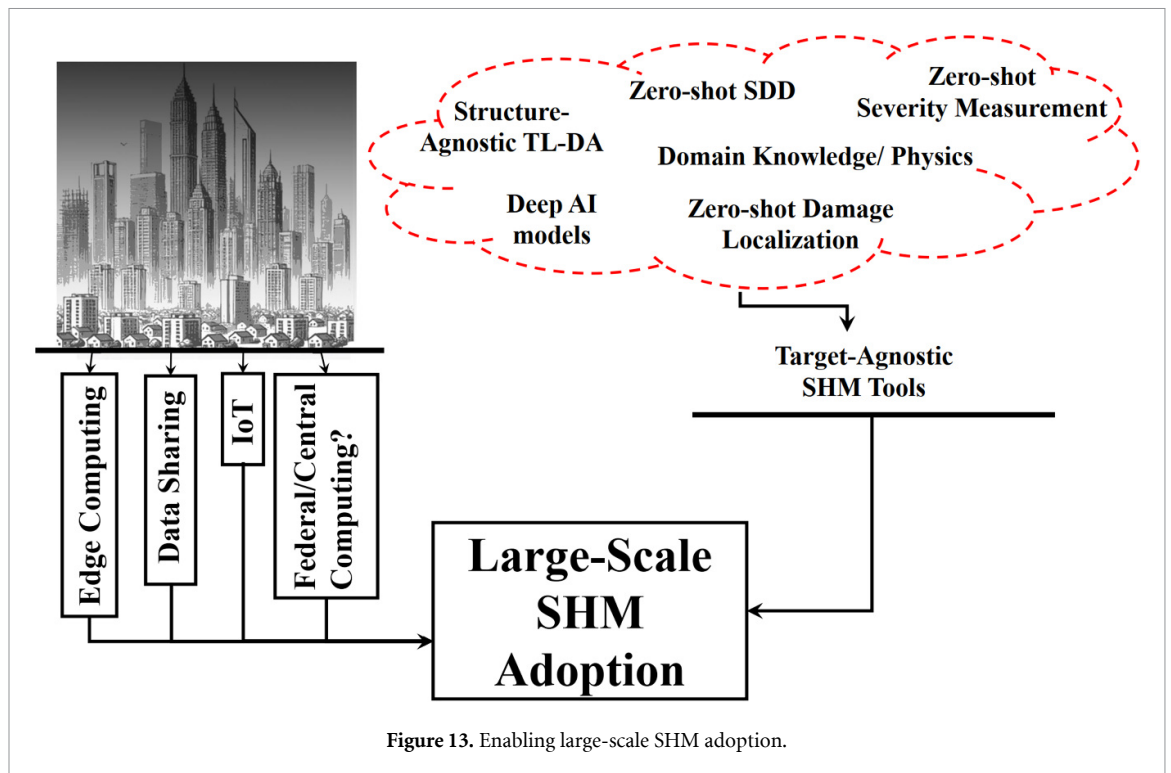 Zero-shot SDD
Zero-shot
Severity Measurement
Structure-
Agnostic TL-DA
Domain Knowledge/ Physics
Deep AI
models
Zero-shot Damage
Localization
Target-Agnostic
SHM Tools
Edge Computing
Data Sharing
IoT
Federal/Central
Computing?
Large-Scale
SHM
Adoption
Figure 13. Enabling large-scale SHM adoption.